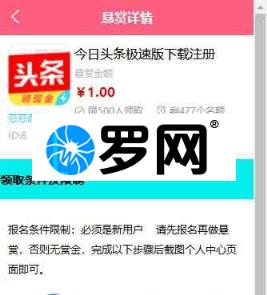 悬赏详情
今日头条极速版下载注册
悬赏金额
¥1.00
限500人领取 剩477个名额
头条
领现金
ID:8
罗网
领取条件及限制
报名条件限制：必须是新用户 请先报名再做悬
赏，否则无赏金，完成以下步骤后截图个人中心页
面即可。